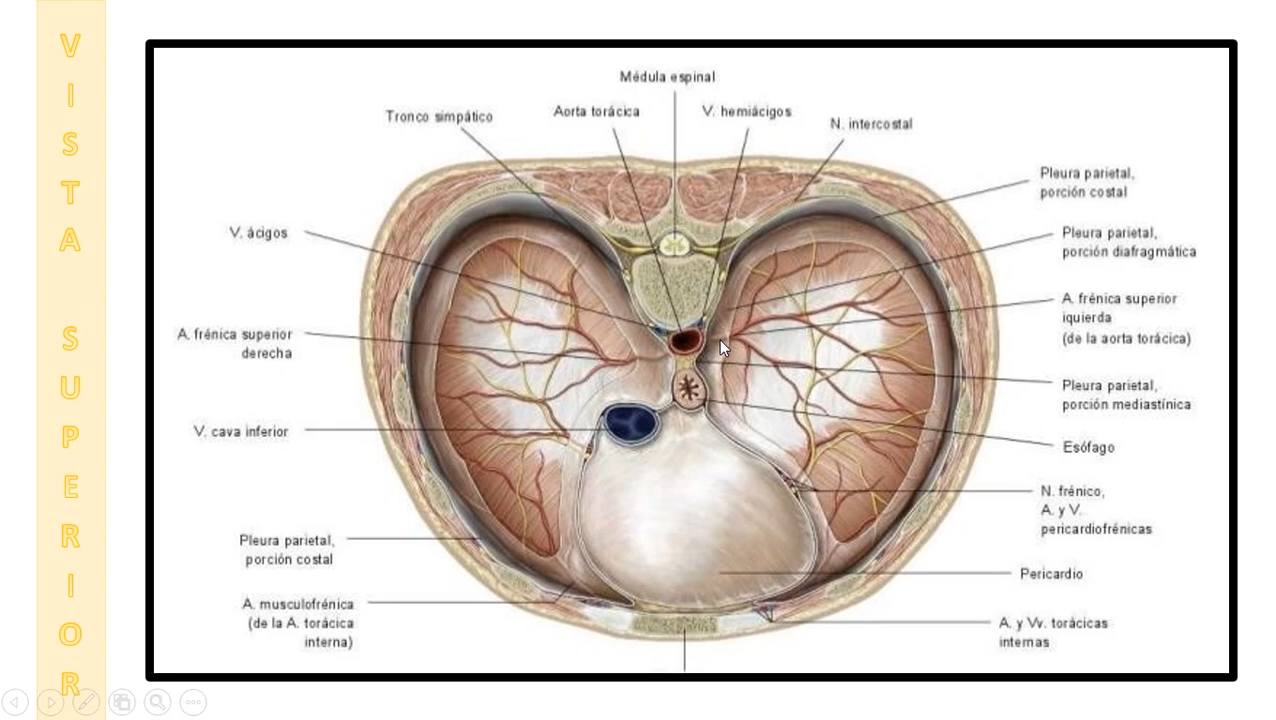 VISTA SUPERIOR
Médula espinal
Tronco simpático
Aorta torácica
V. hemiácigos
N. intercostal
Pleura parietal,
porción costal
V. ácigos
Pleura parietal,
porción diafragmática
A. frénica superior
iquierda
(de la aorta torácica)
A. frénica superior
derecha
Pleura parietal,
porción mediastínica
V. cava inferior
Esófago
N. frénico,
A. y V.
pericardiofrénicas
Pleura parietal,
porción costal
Pericardio
A. musculofrénica
(de la A. torácica
interna)
A. y Vv. torácicas
internas